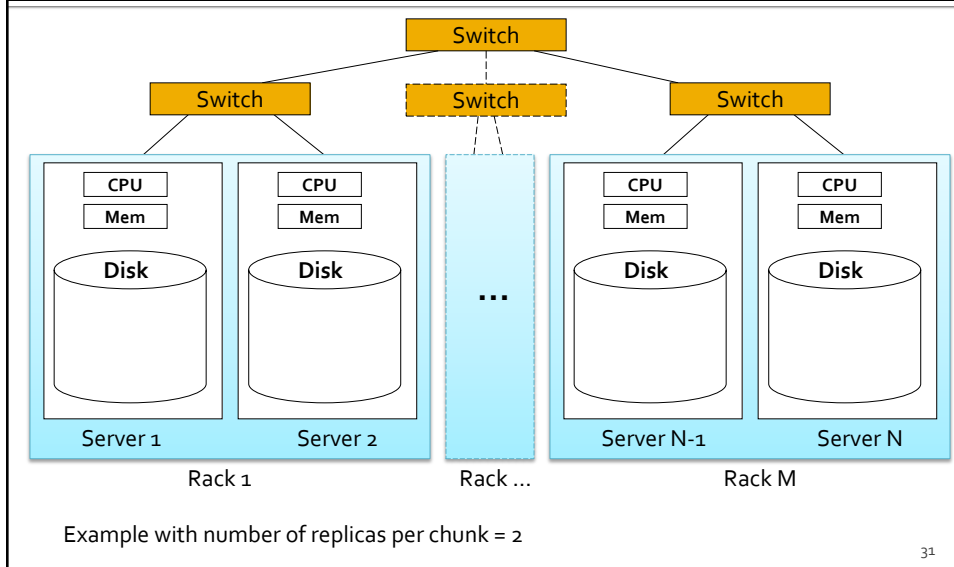 Switch
Switch Switch Switch
CPU CPU CPU CPU
Mem Mem Mem Mem
Disk Disk ... Disk Disk
Server 1 Server 2 Server N-1 Server N
Rack 1 Rack ... Rack M
Example with number of replicas per chunk = 2
31